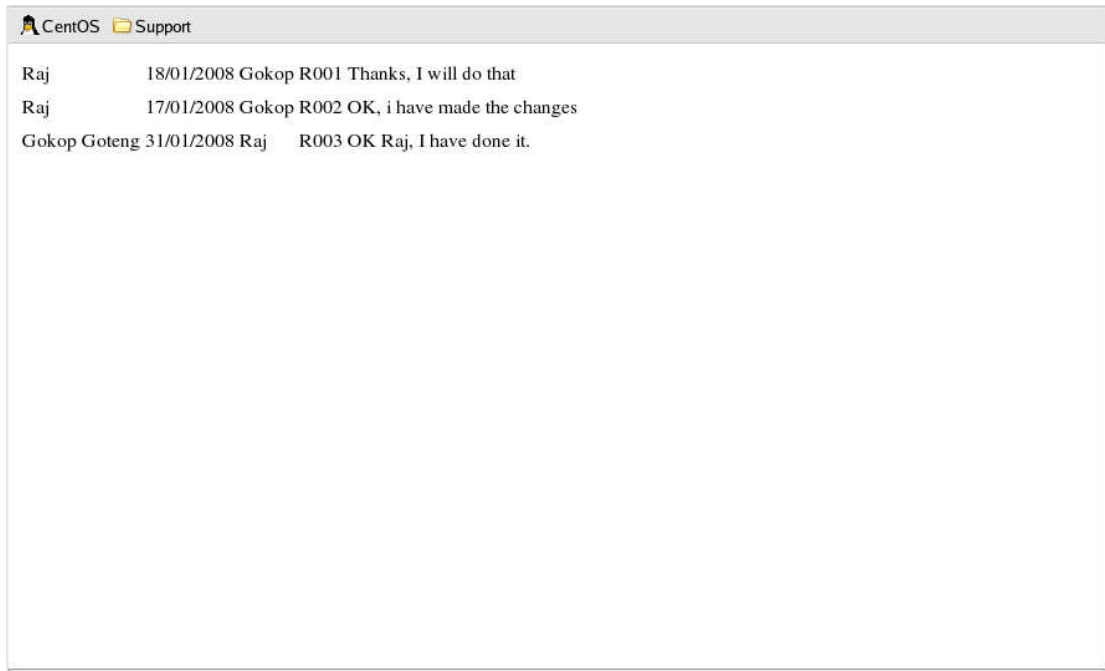 CentOS Support
Raj 18/01/2008 Gokop R001 Thanks, I will do that
Raj 17/01/2008 Gokop R002 OK, i have made the changes
Gokop Goteng 31/01/2008 Raj R003 OK Raj, I have done it.